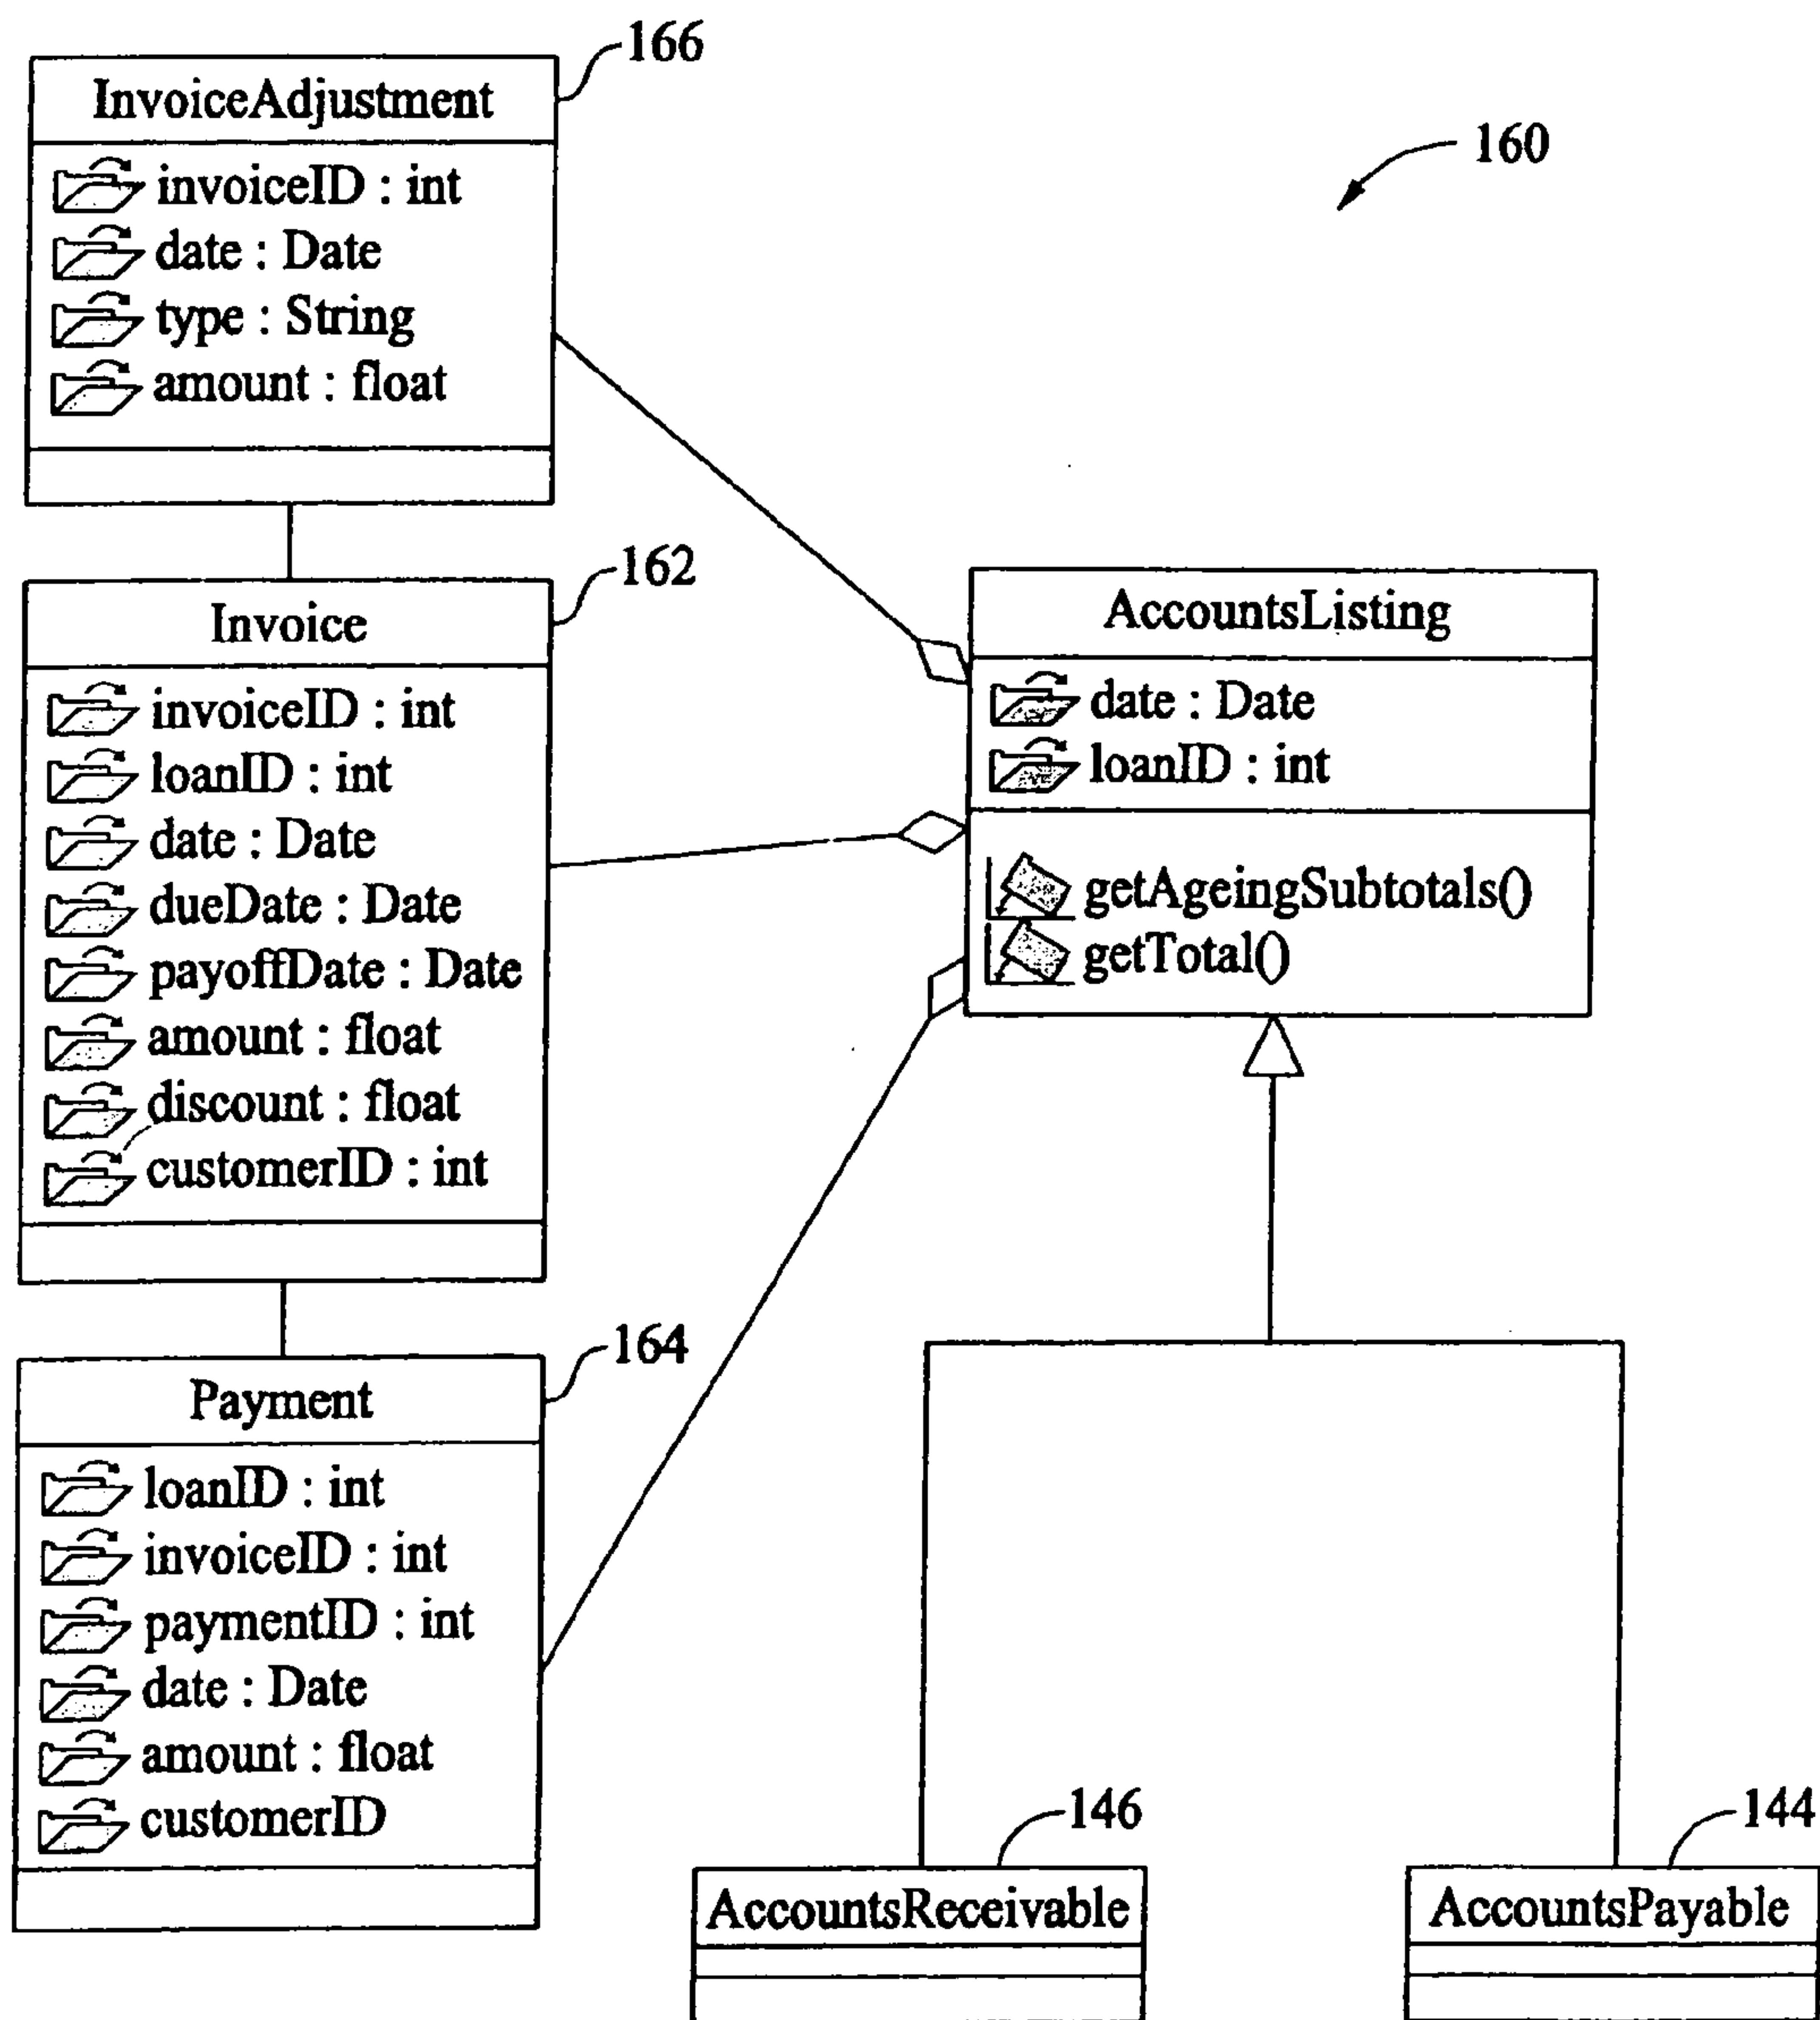 166
InvoiceAdjustment
invoiceID : int
date : Date
type : String
amount : float
160
162
Invoice
invoiceID : int
loanID : int
date : Date
dueDate : Date
payoffDate : Date
amount : float
discount : float
customerID : int
AccountsListing
date : Date
loanID : int
getAgeingSubtotals()
getTotal()
164
Payment
loanID : int
invoiceID : int
paymentID : int
date : Date
amount : float
customerID
146
AccountsReceivable
144
AccountsPayable